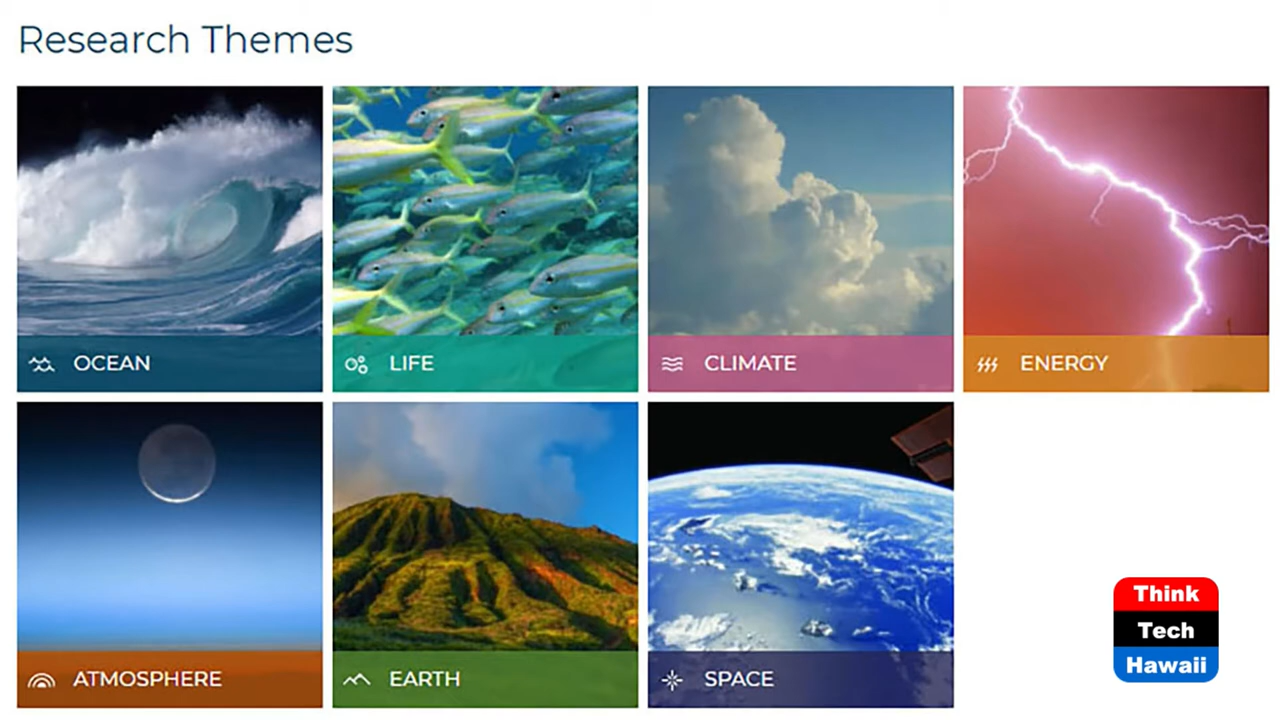 Research Themes
OCEAN
LIFE
CLIMATE
ENERGY
ATMOSPHERE
EARTH
SPACE
Think
Tech
Hawaii